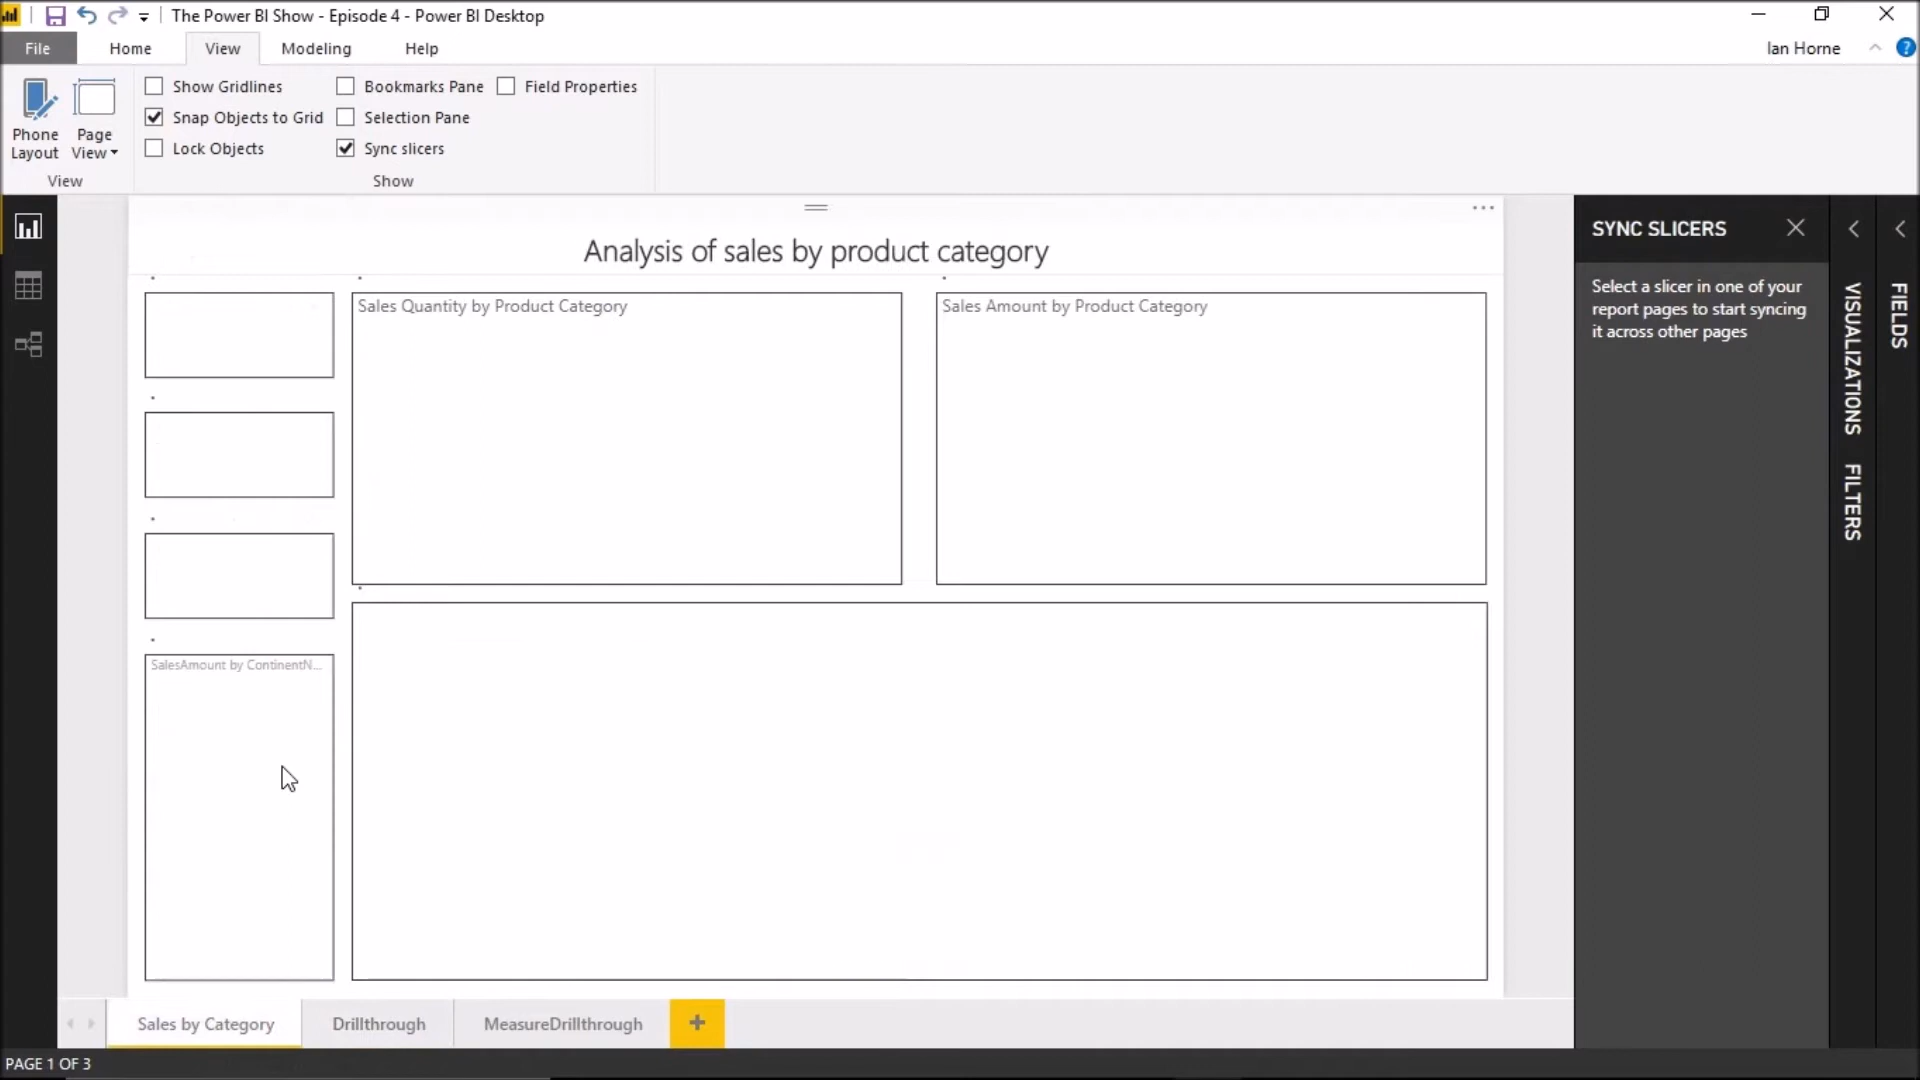 The Power BI Show - Episode 4 - Power BI Desktop
File
Home
View
Modeling
Help
Ian Horne
?
Phone
Layout
Page
View
Show Gridlines
Snap Objects to Grid
Lock Objects
Bookmarks Pane
Selection Pane
Sync slicers
Field Properties
View
Show
Analysis of sales by product category
Sales Quantity by Product Category
Sales Amount by Product Category
SalesAmount by ContinentN...
SYNC SLICERS
Select a slicer in one of your
report pages to start syncing
it across other pages
VISUALIZATIONS
FILTERS
FIELDS
Sales by Category
Drillthrough
MeasureDrillthrough
PAGE 1 OF 3